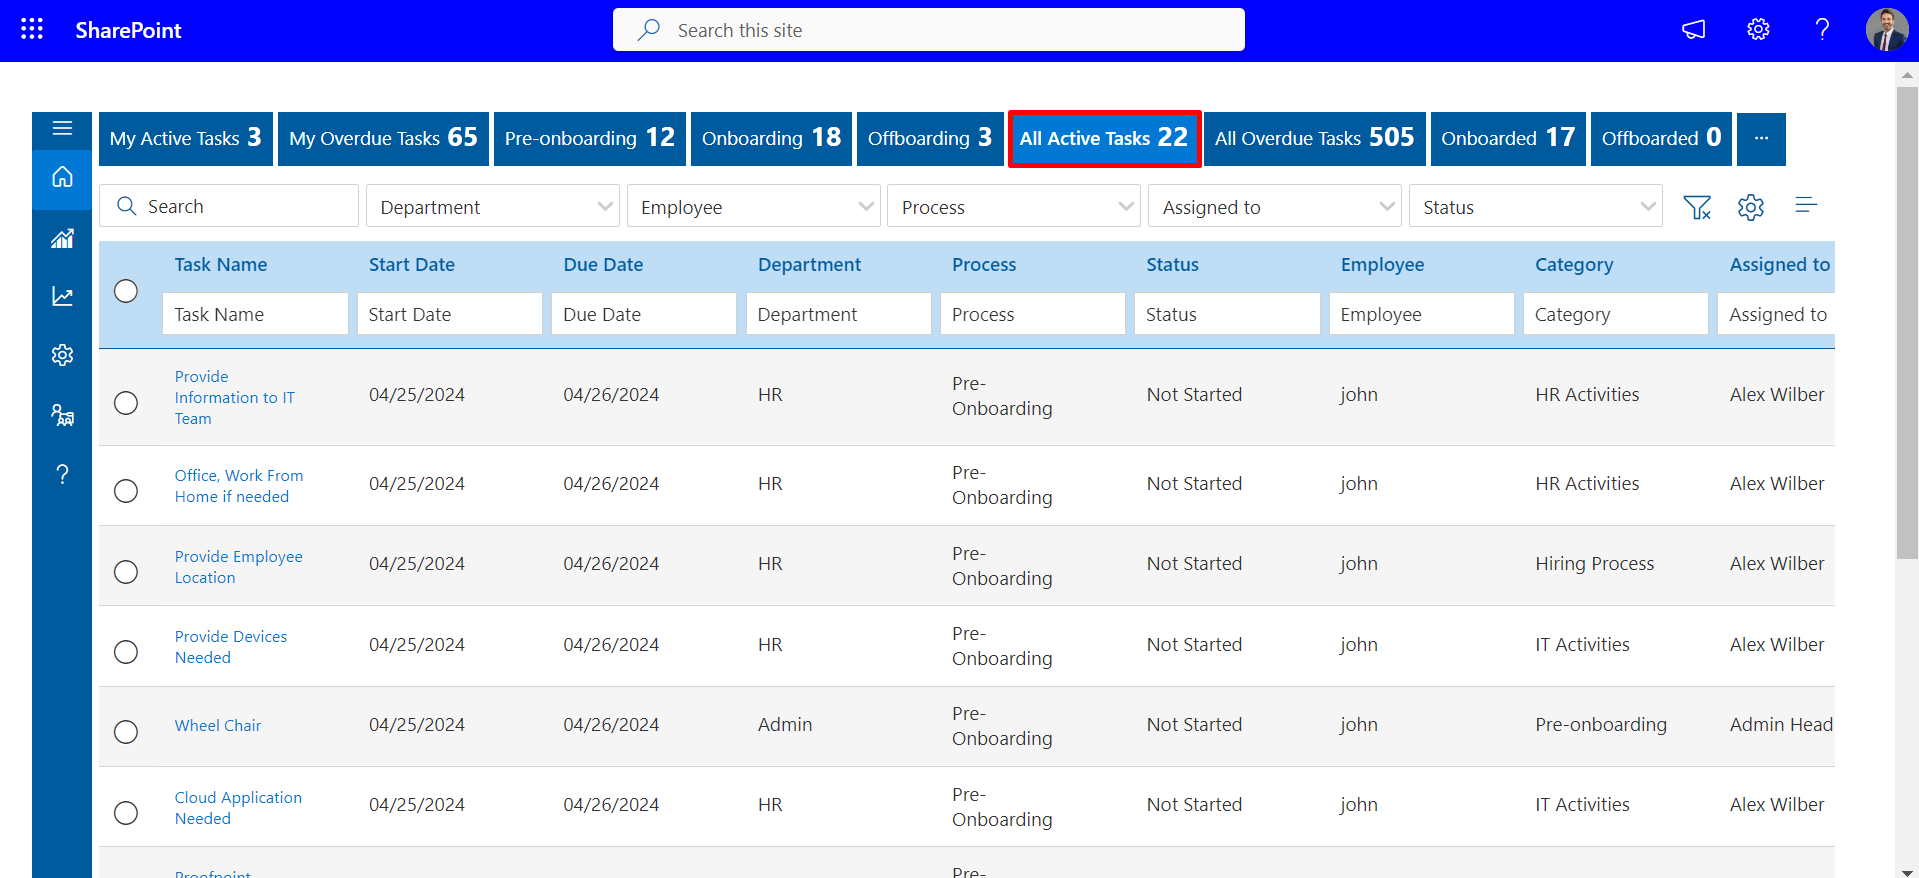 SharePoint
Search this site
My Active Tasks 3
My Overdue Tasks 65
Pre-onboarding 12
Onboarding 18
Offboarding 3
All Active Tasks 22
All Overdue Tasks 505
Onboarded 17
Offboarded 0
...
Search
Department
Employee
Process
Assigned to
Status
Task Name Start Date Due Date Department Process Status Employee Category Assigned to
Task Name Start Date Due Date Department Process Status Employee Category Assigned to
Provide
Information to IT
Team
04/25/2024 04/26/2024 HR
Pre-
Onboarding
Not Started john HR Activities Alex Wilber
Office, Work From
Home if needed
04/25/2024 04/26/2024 HR
Pre-
Onboarding
Not Started john HR Activities Alex Wilber
Provide Employee
Location
04/25/2024 04/26/2024 HR
Pre-
Onboarding
Not Started john Hiring Process Alex Wilber
Provide Devices
Needed
04/25/2024 04/26/2024 HR
Pre-
Onboarding
Not Started john IT Activities Alex Wilber
Wheel Chair
04/25/2024 04/26/2024 Admin
Pre-
Onboarding
Not Started john Pre-onboarding Admin Head
Cloud Application
Needed
04/25/2024 04/26/2024 HR
Pre-
Onboarding
Not Started john IT Activities Alex Wilber
Proofpoint
Pre-